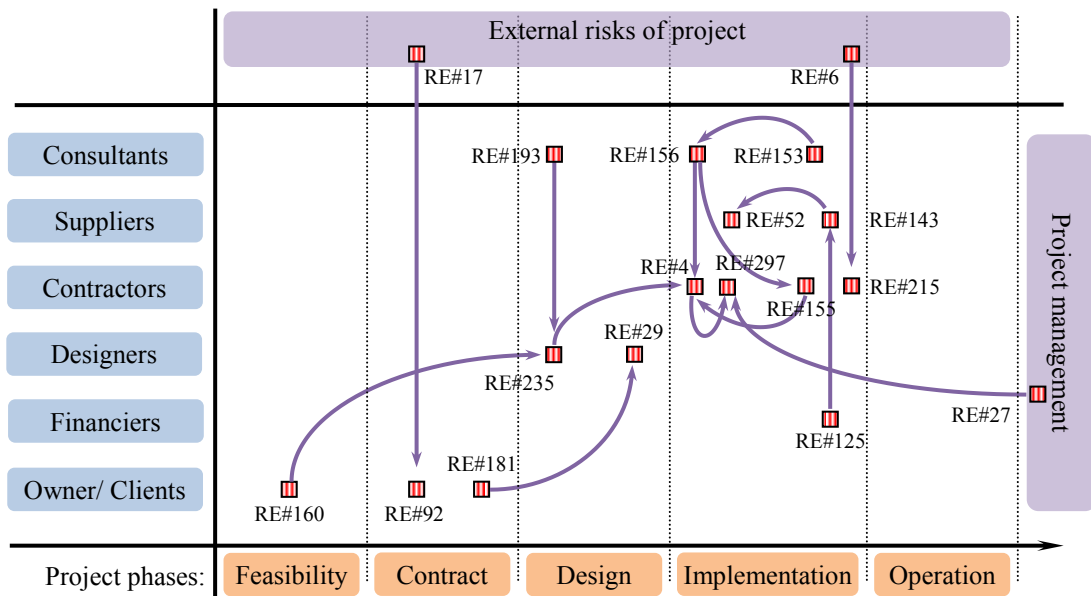 External risks of project
RE#17
RE#6
Consultants
RE#193
RE#156
RE#153
Suppliers
RE#52
RE#143
Contractors
RE#4
RE#297
RE#155
RE#215
Designers
RE#235
RE#29
Financiers
RE#125
RE#27
Owner/ Clients
RE#160
RE#92
RE#181
Project management
Project phases:
Feasibility
Contract
Design
Implementation
Operation